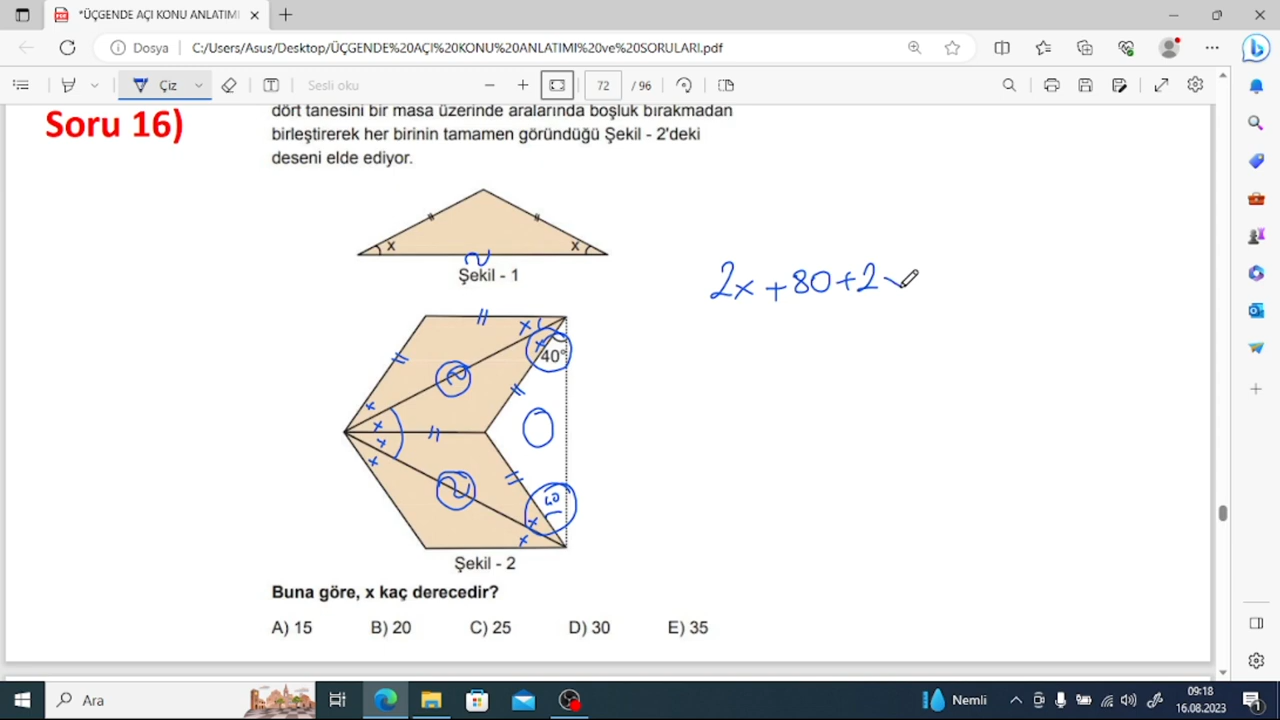 *ÜÇGENDE AÇI KONU ANLATIMI
Dosya
C:/Users/Asus/Desktop/ÜÇGENDE%20AÇI%20KONU%20ANLATIMI%20ve%20SORULARI.pdf
Çiz
Sesli oku
72 / 96
Soru 16)
dört tanesini bir masa üzerinde aralarında boşluk bırakmadan
birleştirerek her birinin tamamen göründüğü Şekil - 2'deki
deseni elde ediyor.
x x
Şekil - 1
2x + 80 + 2
x
x
40°
x
x
x
x
40
x
x
Şekil - 2
Buna göre, x kaç derecedir?
A) 15 B) 20 C) 25 D) 30 E) 35
Ara
Nemli
09:18
16.08.2023
1